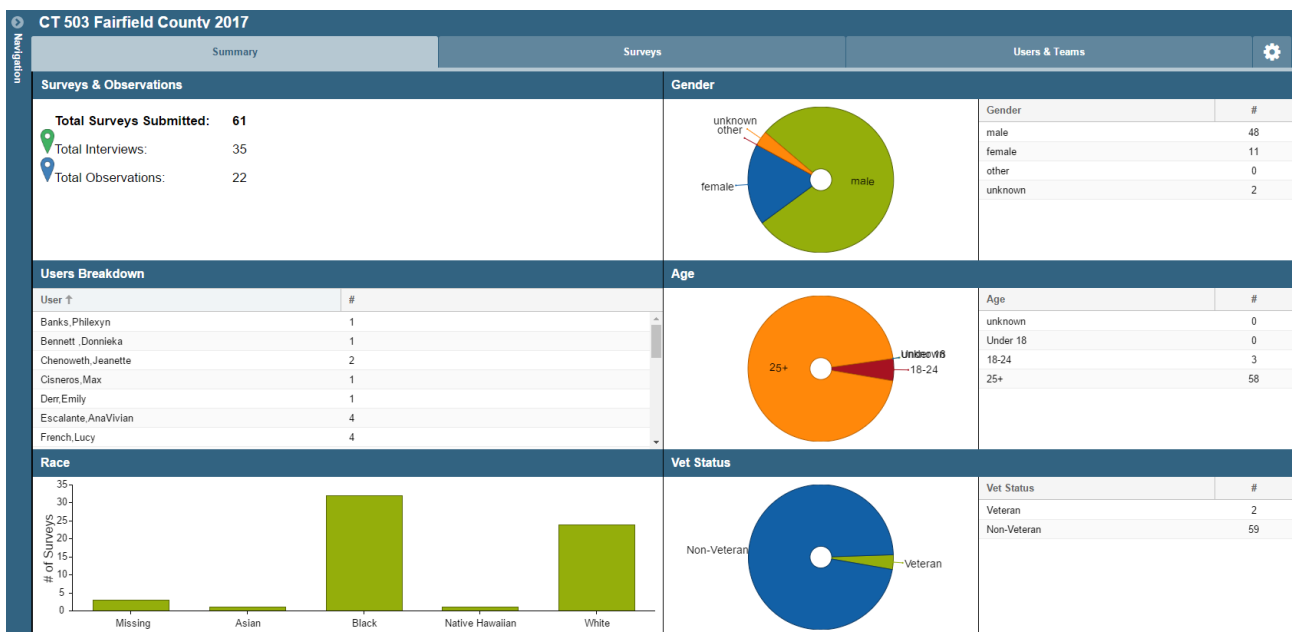 CT 503 Fairfield County 2017
Navigation
Summary Surveys Users & Teams
Surveys & Observations
Total Surveys Submitted: 61
Total Interviews: 35
Total Observations: 22
Gender
unknown
other
female
male
Gender #
male 48
female 11
other 0
unknown 2
Users Breakdown
User #
Banks,Philexyn 1
Bennett ,Donnieka 1
Chenoweth,Jeanette 2
Cisneros,Max 1
Derr,Emily 1
Escalante,AnaVivian 4
French,Lucy 4
Age
25+
18-24
Age #
unknown 0
Under 18 0
18-24 3
25+ 58
Race
# of Surveys
35
30
25
20
15
10
5
0
Missing Asian Black Native Hawaiian White
Vet Status
Non-Veteran
Veteran
Vet Status #
Veteran 2
Non-Veteran 59